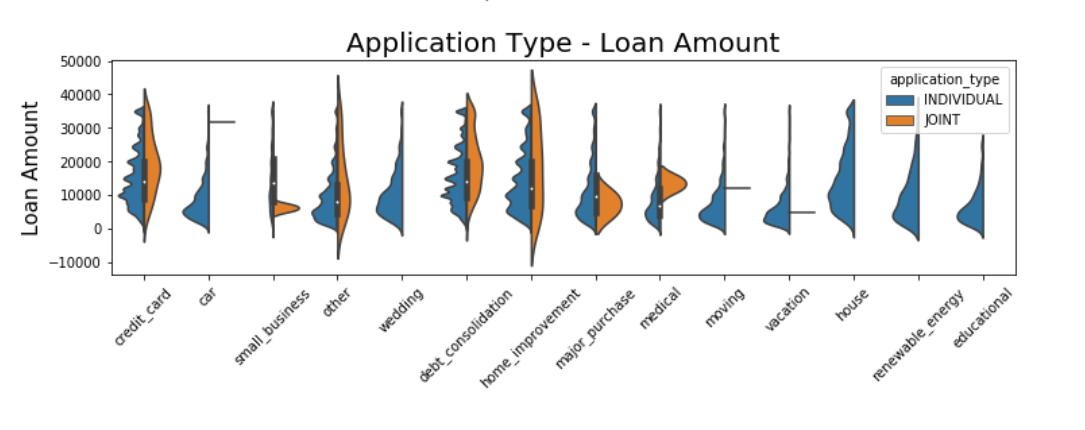 Application Type - Loan Amount
Loan Amount
50000
40000
30000
20000
10000
0
−10000
application_type
INDIVIDUAL
JOINT
credit_card
car
small_business
other
wedding
debt_consolidation
home_improvement
major_purchase
medical
moving
vacation
house
renewable_energy
educational